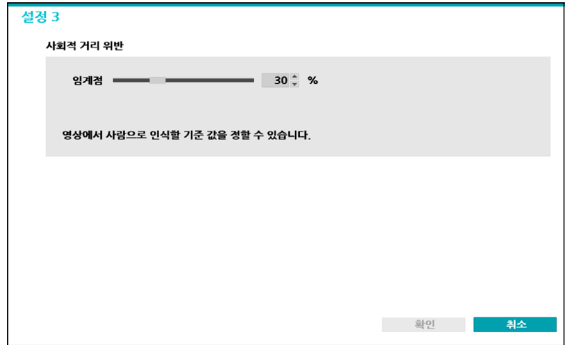 설정 3
사회적 거리 위반
임계점 30 %
영상에서 사람으로 인식할 기준 값을 정할 수 있습니다.
확인 취소